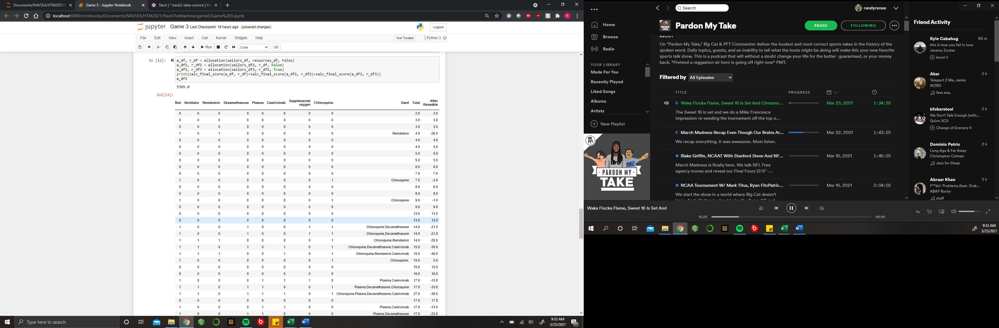 Documents/NAVSEA/HTM2021/
Game 3 - Jupyter Notebook
Slack | * track2-data-science | HA
localhost:8888/notebooks/Documents/NAVSEA/HTM2021/HackTheMachine/game3/Game%203.ipynb
jupyter Game 3 Last Checkpoint: 16 hours ago (unsaved changes)
Logout
File Edit View Insert Cell Kernel Widgets Help
Not Trusted
Python 3
Run
Code
In [12]:
a_df, r_df = allocation(sailors_df, resources_df, False)
a_df2, r_df2 = allocation(sailors_df2, r_df, False)
a_df3, r_df3 = allocation(sailors_df3, r_df2, True)
print(calc_final_score(a_df, r_df)+calc_final_score(a_df2, r_df2)+calc_final_score(a_df3, r_df3))
a_df3
5365.0
Out[12]:
Bed Ventilator Remdesivir Dexamethasone Plasma Casirivimab Supplemental oxygen Chloroquine Used Total After Reusable
0 0 0 0 0 0 0 0 2.0 2.0
0 0 0 0 0 0 0 0 3.0 3.0
0 0 0 0 0 0 0 0 3.0 3.0
1 0 1 0 0 0 0 0 Remdesivir 4.0 -26.0
0 0 0 0 0 0 0 0 4.0 4.0
0 0 0 0 0 0 0 0 4.0 4.0
0 0 0 0 0 0 0 0 5.0 5.0
0 0 0 0 0 0 0 0 5.0 5.0
0 0 0 0 0 0 0 0 6.0 6.0
0 0 0 0 0 0 0 0 7.0 7.0
1 0 0 0 0 0 0 1 Chloroquine 7.0 -3.0
0 0 0 0 0 0 0 0 8.0 8.0
0 0 0 0 0 0 0 0 8.0 8.0
1 0 0 0 0 0 0 1 Chloroquine 9.0 -1.0
0 0 0 0 0 0 0 0 9.0 9.0
0 0 0 0 0 0 0 0 13.0 13.0
0 0 0 0 0 0 0 0 13.0 13.0
1 0 0 1 0 0 1 1 Chloroquine,Dexamethasone 14.0 -21.0
1 0 0 1 0 0 1 1 Chloroquine,Dexamethasone 14.0 -21.0
1 1 1 0 0 0 0 1 Chloroquine,Remdesivir 14.0 -26.0
1 1 0 1 0 1 0 1 Chloroquine,Dexamethasone,Casirivimab 15.0 -35.0
1 1 1 0 0 1 0 1 Chloroquine,Remdesivir,Casirivimab 15.0 -40.0
1 0 0 0 0 0 0 1 Chloroquine, 15.0 5.0
0 0 0 0 0 0 0 0 15.0 15.0
0 0 0 0 0 0 0 0 16.0 16.0
1 0 0 0 1 1 1 0 Plasma,Casirivimab 17.0 -13.0
1 1 0 1 1 0 0 1 Plasma,Dexamethasone,Chloroquine 17.0 -33.0
1 1 0 1 1 1 0 1 Chloroquine,Plasma,Dexamethasone,Casirivimab 27.0 -38.0
0 0 0 0 0 0 0 0 17.0 17.0
1 0 0 0 1 1 0 0 Plasma,Casirivimab 17.0 -13.0
1 0 0 1 1 0 0 0 Plasma,Dexamethasone 17.0 -23.0
Type here to search
9:33 AM
3/25/2021
25
Search
randyrenee
Home
Browse
Radio
YOUR LIBRARY
Made For You
Recently Played
Liked Songs
Albums
Artists
New Playlist
PARDON MY
TAKE
Pardon My Take
PAUSE
FOLLOWING
ABOUT
On "Pardon My Take," Big Cat & PFT Commenter deliver the loudest and most correct sports takes in the history of the
spoken word. Daily topics, guests, and an inability to tell what the hosts might be doing will make this your new favorite
sports talk show. This is a podcast that will without a doubt change your life for the better- guaranteed, or your money
back. *Pretend a reggaeton air horn is going off right now* PMT.
Filtered by All Episodes
TITLE PROGRESS
Waka Flocka Flame, Sweet 16 Is Set And Cinnamo... Mar 23, 2021 1:34:55
The Sweet 16 is set and we do a Mike Francesca
impression re-seeding the tournament off the top o...
March Madness Recap Even Though Our Brains Ar... Mar 22, 2021 1:43:25
We recap everything. It was awesome. Must listen.
Blake Griffin, NCAAT With Stanford Steve And NF... Mar 18, 2021 1:40:25
March Madness is finally here. We talk NFL Free
agency moves and reveal our Final Fours (2:17 -...
NCAA Tournament W/ Mark Titus, Ryan FitzPatric... Mar 16, 2021 2:04:02
We start the show in a world where Big Cat doesn't
Friend Activity
Kyle Cabahug 60 m
this is how you fall in love
Jeremy Zucker
brent ii
Akar 2 h
Teleport 2 Me, Jamie
WZRD
favs eva.
kfcbarstool 2 h
We Don't Talk Enough (with...
Quinn XCII
Change of Scenery II
Dominic Petric 2 h
Long Ago & Far Away
Christopher Colman
Jazz for Sleep
Abraar Khan 2 h
F**kin' Problems (feat. Drak...
A$AP Rocky
stuff
Waka Flocka Flame, Sweet 16 Is Set And
16:29
94:54
1x
9:33 AM
3/25/2021